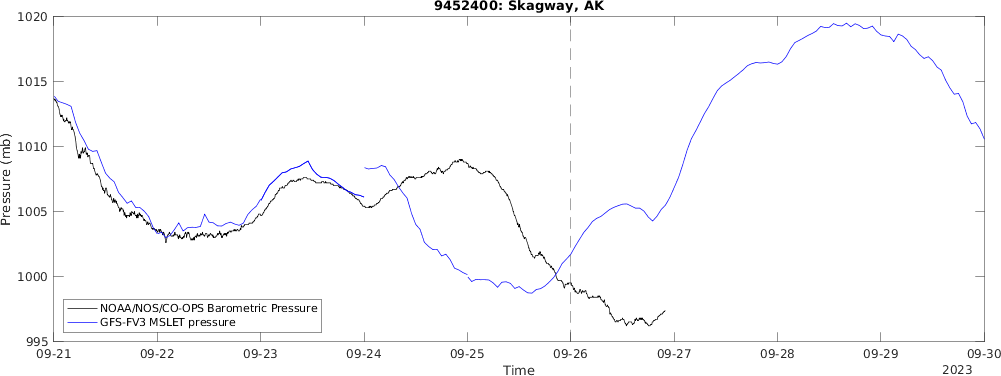 9452400: Skagway, AK
Pressure (mb)
1020
1015
1010
1005
1000
995
NOAA/NOS/CO-OPS Barometric Pressure
GFS-FV3 MSLET pressure
09-21 09-22 09-23 09-24 09-25 09-26 09-27 09-28 09-29 09-30
Time 2023